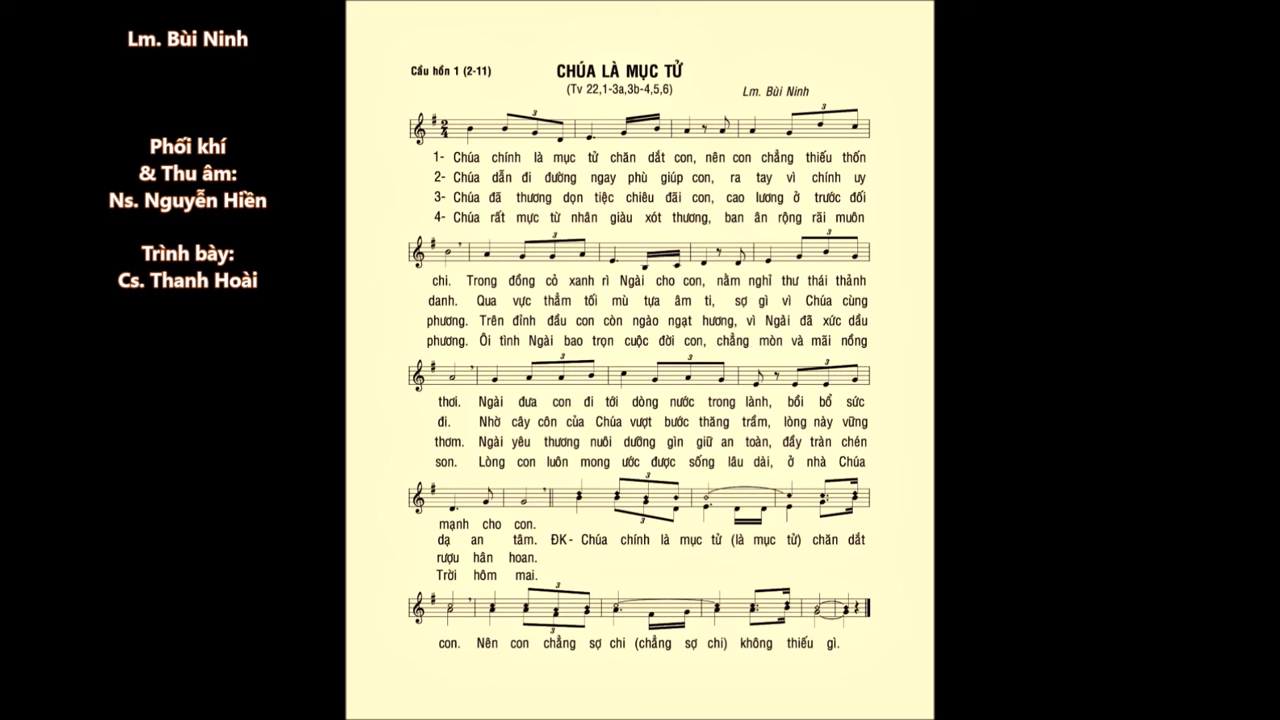 Lm. Bùi Ninh
Phối khí
& Thu âm:
Ns. Nguyễn Hiền
Trình bày:
Cs. Thanh Hoài
Cầu hồn 1 (2-11)
CHÚA LÀ MỤC TỬ
(Tv 22,1-3a,3b-4,5,6)
Lm. Bùi Ninh
1- Chúa chính là mục tử chăn dắt con, nên con chẳng thiếu thốn
2- Chúa dẫn đi đường ngay phù giúp con, ra tay vì chính uy
3- Chúa đã thương dọn tiệc chiêu đãi con, cao lương ở trước đối
4- Chúa rất mực từ nhân giàu xót thương, ban ân rộng rãi muôn
chi. Trong đồng cỏ xanh rì Ngài cho con, nằm nghỉ thư thái thảnh
danh. Qua vực thẳm tối mù tựa âm ti, sợ gì vì Chúa cùng
phương. Trên đỉnh đầu con còn ngào ngạt hương, vì Ngài đã xức dầu
phương. Ôi tình Ngài bao trọn cuộc đời con, chẳng mòn và mãi nồng
thơi. Ngài đưa con đi tới dòng nước trong lành, bồi bổ sức
đi. Nhờ cây côn của Chúa vượt bước thăng trầm, lòng này vững
thơm. Ngài yêu thương nuôi dưỡng gìn giữ an toàn, đầy tràn chén
son. Lòng con luôn mong ước được sống lâu dài, ở nhà Chúa
mạnh cho con.
dạ an tâm. ĐK- Chúa chính là mục tử (là mục tử) chăn dắt
rượu hân hoan.
Trời hôm mai.
con. Nên con chẳng sợ chi (chẳng sợ chi) không thiếu gì.